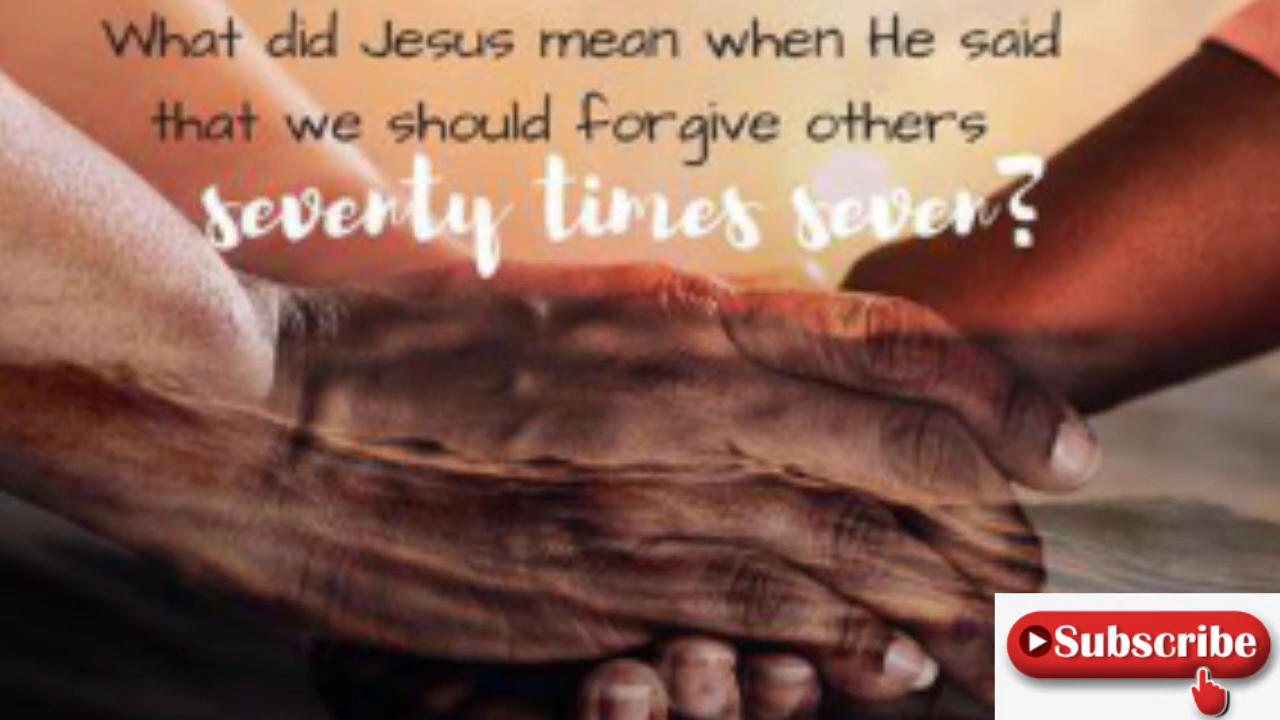 What did Jesus mean when He said
that we should forgive others
seventy times seven?
Subscribe